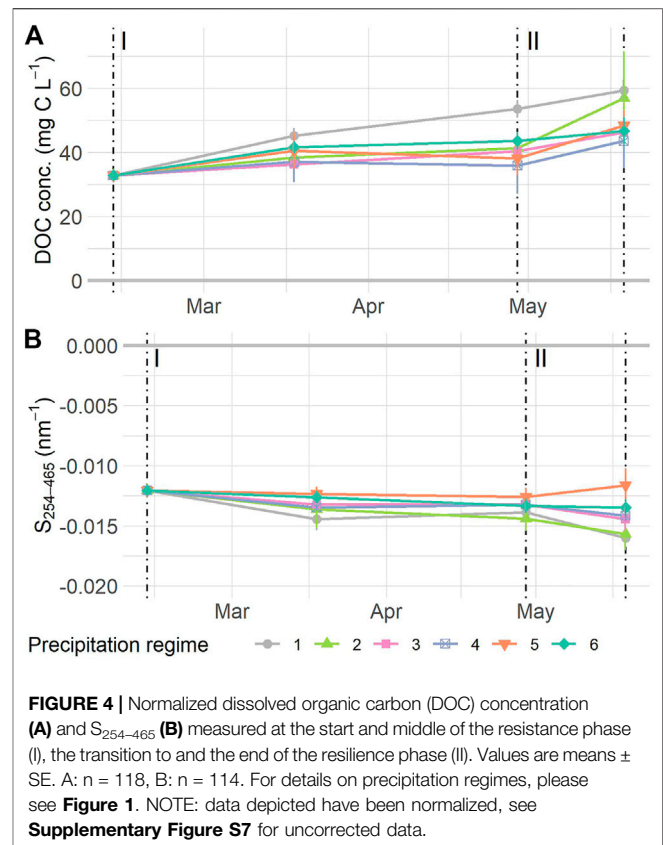 A
I
II
DOC conc. (mg C L⁻¹)
60
40
20
0
Mar
Apr
May
B
I
II
S₂₅₄₋₄₆₅ (nm⁻¹)
0.000
-0.005
-0.010
-0.015
-0.020
Mar
Apr
May
Precipitation regime 1 2 3 4 5 6
FIGURE 4 | Normalized dissolved organic carbon (DOC) concentration
(A) and S₂₅₄₋₄₆₅ (B) measured at the start and middle of the resistance phase
(I), the transition to and the end of the resilience phase (II). Values are means ±
SE. A: n = 118, B: n = 114. For details on precipitation regimes, please
see Figure 1. NOTE: data depicted have been normalized, see
Supplementary Figure S7 for uncorrected data.